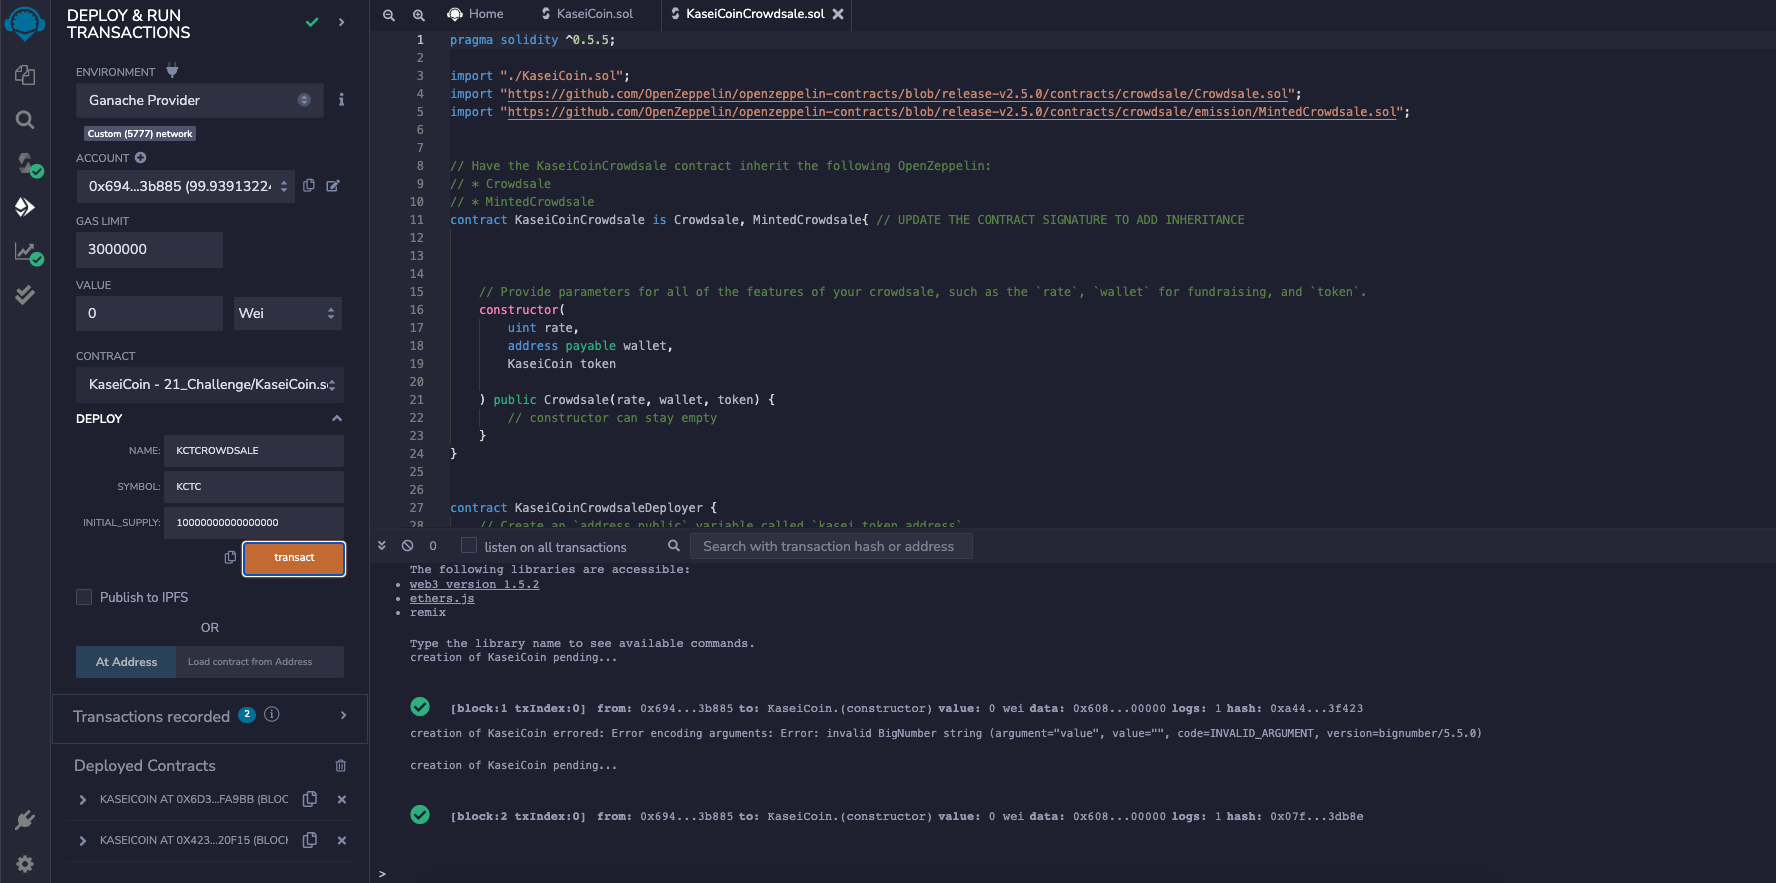 DEPLOY & RUN
TRANSACTIONS
ENVIRONMENT
Ganache Provider
Custom (5777) network
ACCOUNT
0x694...3b885 (99.93913224
GAS LIMIT
3000000
VALUE
0
Wei
CONTRACT
KaseiCoin - 21_Challenge/KaseiCoin.s
DEPLOY
NAME: KCTCROWDSALE
SYMBOL: KCTC
INITIAL_SUPPLY: 10000000000000000
transact
Publish to IPFS
OR
At Address Load contract from Address
Transactions recorded 2 i
Deployed Contracts
KASEICOIN AT 0X6D3...FA9BB (BLOC
KASEICOIN AT 0X423...20F15 (BLOCK
Home KaseiCoin.sol KaseiCoinCrowdsale.sol
1 pragma solidity ^0.5.5;
2
3 import "./KaseiCoin.sol";
4 import "https://github.com/OpenZeppelin/openzeppelin-contracts/blob/release-v2.5.0/contracts/crowdsale/Crowdsale.sol";
5 import "https://github.com/OpenZeppelin/openzeppelin-contracts/blob/release-v2.5.0/contracts/crowdsale/emission/MintedCrowdsale.sol";
6
7
8 // Have the KaseiCoinCrowdsale contract inherit the following OpenZeppelin:
9 // * Crowdsale
10 // * MintedCrowdsale
11 contract KaseiCoinCrowdsale is Crowdsale, MintedCrowdsale{ // UPDATE THE CONTRACT SIGNATURE TO ADD INHERITANCE
12
13
14
15 // Provide parameters for all of the features of your crowdsale, such as the `rate`, `wallet` for fundraising, and `token`.
16 constructor(
17 uint rate,
18 address payable wallet,
19 KaseiCoin token
20
21 ) public Crowdsale(rate, wallet, token) {
22 // constructor can stay empty
23 }
24 }
25
26
27 contract KaseiCoinCrowdsaleDeployer {
28 // Create an `address public` variable called `kasei_token_address`.
0 listen on all transactions Search with transaction hash or address
The following libraries are accessible:
• web3 version 1.5.2
• ethers.js
• remix
Type the library name to see available commands.
creation of KaseiCoin pending...
[block:1 txIndex:0] from: 0x694...3b885 to: KaseiCoin.(constructor) value: 0 wei data: 0x608...00000 logs: 1 hash: 0xa44...3f423
creation of KaseiCoin errored: Error encoding arguments: Error: invalid BigNumber string (argument="value", value="", code=INVALID_ARGUMENT, version=bignumber/5.5.0)
creation of KaseiCoin pending...
[block:2 txIndex:0] from: 0x694...3b885 to: KaseiCoin.(constructor) value: 0 wei data: 0x608...00000 logs: 1 hash: 0x07f...3db8e
>